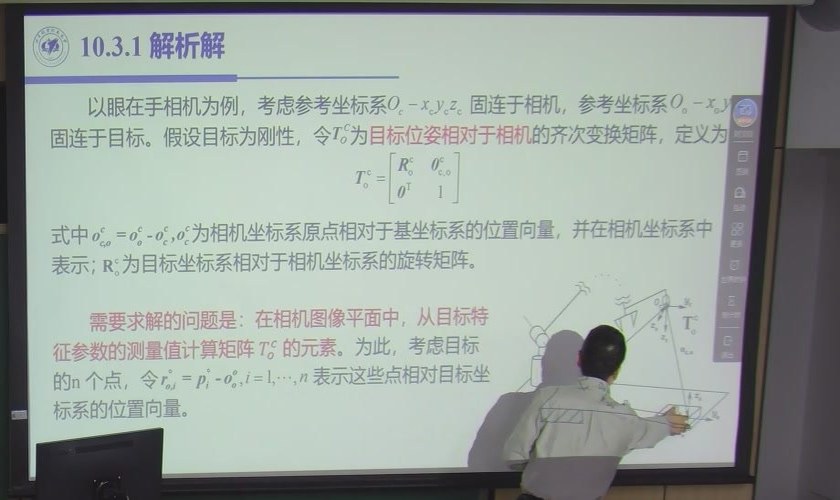 10.3.1 解析解
以眼在手相机为例，考虑参考坐标系O_c − x_c y_c z_c 固连于相机，参考坐标系O_o − x_o y
固连于目标。假设目标为刚性，令T_o^c为目标位姿相对于相机的齐次变换矩阵，定义为
T_o^c = [R_o^c o_{c,o}^c; 0^T 1]
式中o_{c,o}^c = o_o^c - o_c^c, o_c^c为相机坐标系原点相对于基坐标系的位置向量，并在相机坐标系中
表示；R_o^c为目标坐标系相对于相机坐标系的旋转矩阵。
需要求解的问题是：在相机图像平面中，从目标特
征参数的测量值计算矩阵 T_o^c 的元素。为此，考虑目标
的n 个点，令 r_{o,i}^o = p_i^o - o_o^o, i = 1,⋯,n 表示这些点相对目标坐
标系的位置向量。
T_o^c